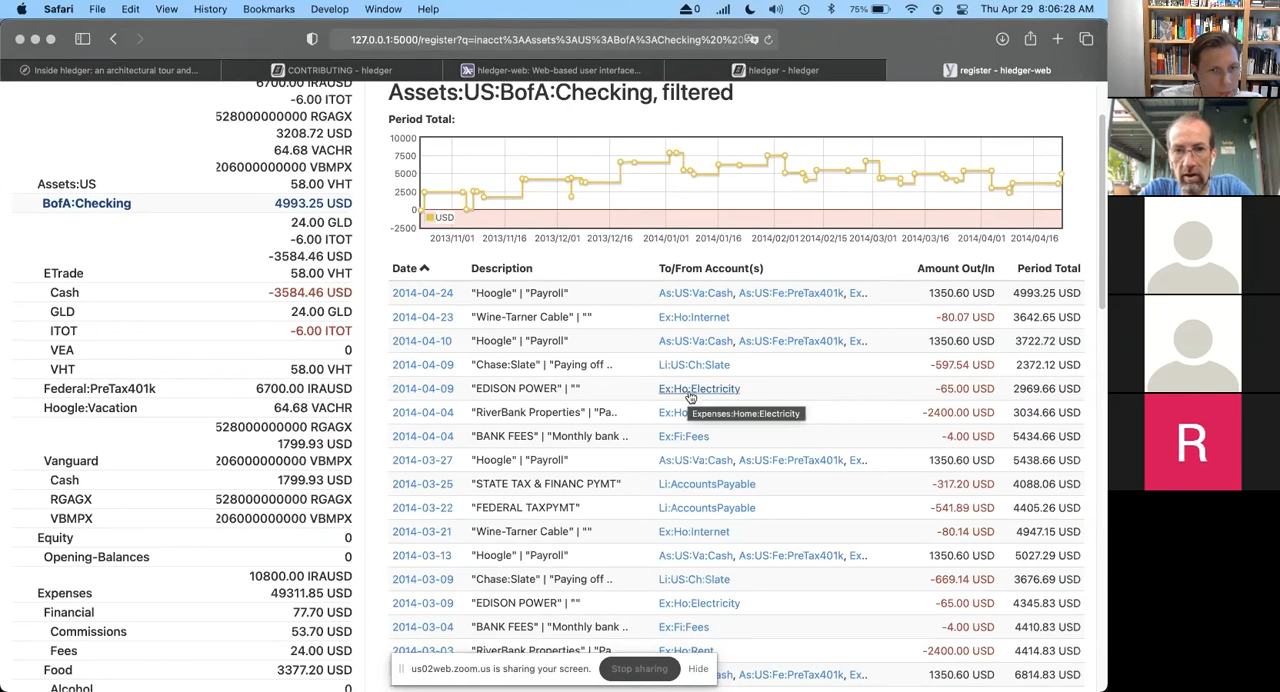 Safari File Edit View History Bookmarks Develop Window Help 0 75% Thu Apr 29 8:06:28 AM
127.0.0.1:5000/register?q=inacct%3AAssets%3AUS%3ABofA%3AChecking%20%20
Inside hledger: an architectural tour and... CONTRIBUTING - hledger hledger-web: Web-based user interface... hledger - hledger register - hledger-web
6700.00 IRAUSD
-6.00 ITOT
528000000000 RGAGX
3208.72 USD
64.68 VACHR
206000000000 VBMPX
Assets:US 58.00 VHT
BofA:Checking 4993.25 USD
24.00 GLD
-6.00 ITOT
-3584.46 USD
ETrade 58.00 VHT
Cash -3584.46 USD
GLD 24.00 GLD
ITOT -6.00 ITOT
VEA 0
VHT 58.00 VHT
Federal:PreTax401k 6700.00 IRAUSD
Hoogle:Vacation 64.68 VACHR
528000000000 RGAGX
1799.93 USD
Vanguard 206000000000 VBMPX
Cash 1799.93 USD
RGAGX 528000000000 RGAGX
VBMPX 206000000000 VBMPX
Equity 0
Opening-Balances 0
10800.00 IRAUSD
Expenses 49311.85 USD
Financial 77.70 USD
Commissions 53.70 USD
Fees 24.00 USD
Food 3377.20 USD
Alcohol 0
Assets:US:BofA:Checking, filtered
Period Total:
10000
7500
5000
2500
0
-2500
USD
2013/11/01 2013/11/16 2013/12/01 2013/12/16 2014/01/01 2014/01/16 2014/02/01 2014/02/15 2014/03/01 2014/03/16 2014/04/01 2014/04/16
Date Description To/From Account(s) Amount Out/In Period Total
2014-04-24 "Hoogle" | "Payroll" As:US:Va:Cash, As:US:Fe:PreTax401k, Ex.. 1350.60 USD 4993.25 USD
2014-04-23 "Wine-Tarner Cable" | "" Ex:Ho:Internet -80.07 USD 3642.65 USD
2014-04-10 "Hoogle" | "Payroll" As:US:Va:Cash, As:US:Fe:PreTax401k, Ex.. 1350.60 USD 3722.72 USD
2014-04-09 "Chase:Slate" | "Paying off .. Li:US:Ch:Slate -597.54 USD 2372.12 USD
2014-04-09 "EDISON POWER" | "" Ex:Ho:Electricity -65.00 USD 2969.66 USD
2014-04-04 "RiverBank Properties" | "Pa.. Ex:Ho -2400.00 USD 3034.66 USD
Expenses:Home:Electricity
2014-04-04 "BANK FEES" | "Monthly bank .. Ex:Fi:Fees -4.00 USD 5434.66 USD
2014-03-27 "Hoogle" | "Payroll" As:US:Va:Cash, As:US:Fe:PreTax401k, Ex.. 1350.60 USD 5438.66 USD
2014-03-25 "STATE TAX & FINANC PYMT" Li:AccountsPayable -317.20 USD 4088.06 USD
2014-03-22 "FEDERAL TAXPYMT" Li:AccountsPayable -541.89 USD 4405.26 USD
2014-03-21 "Wine-Tarner Cable" | "" Ex:Ho:Internet -80.14 USD 4947.15 USD
2014-03-13 "Hoogle" | "Payroll" As:US:Va:Cash, As:US:Fe:PreTax401k, Ex.. 1350.60 USD 5027.29 USD
2014-03-09 "Chase:Slate" | "Paying off .. Li:US:Ch:Slate -669.14 USD 3676.69 USD
2014-03-09 "EDISON POWER" | "" Ex:Ho:Electricity -65.00 USD 4345.83 USD
2014-03-04 "BANK FEES" | "Monthly bank .. Ex:Fi:Fees -4.00 USD 4410.83 USD
2014-03-03 "RiverBank Properties" | "Pa Ex:Ho:Rent -2400.00 USD 4414.83 USD
sh, As:US:Fe:PreTax401k, Ex.. 1350.60 USD 6814.83 USD
us02web.zoom.us is sharing your screen. Stop sharing Hide
R